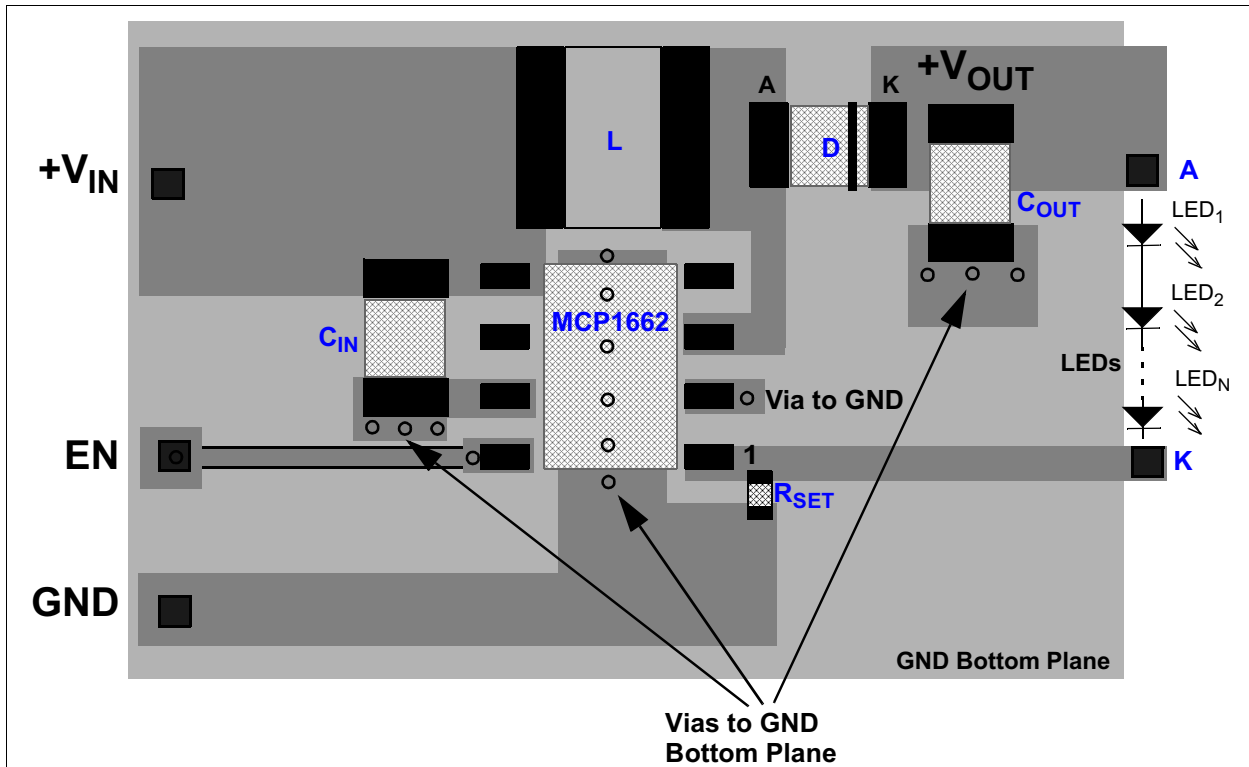 +VOUT
A
K
L
D
+VIN
A
COUT
LED1
MCP1662
LED2
CIN
LEDs
LEDN
Via to GND
EN
1
K
RSET
GND
GND Bottom Plane
Vias to GND
Bottom Plane